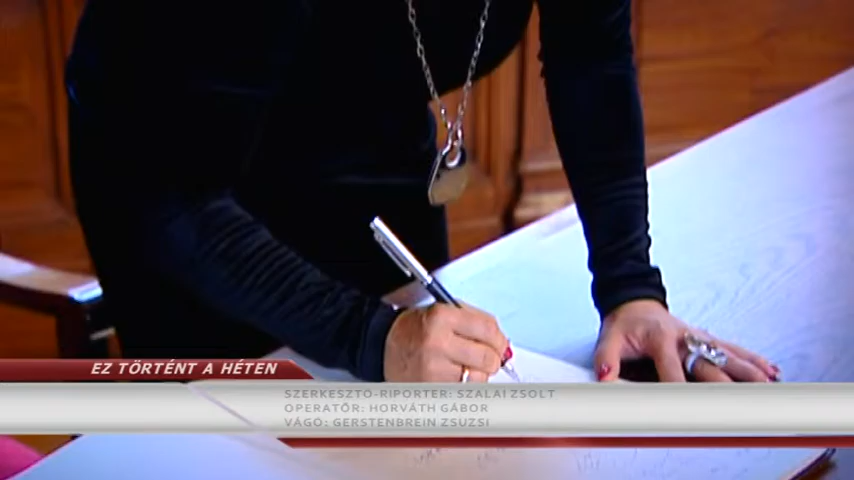 EZ TÖRTÉNT A HÉTEN
SZERKESZTŐ-RIPORTER: SZALAI ZSOLT
OPERATŐR: HORVÁTH GÁBOR
VÁGÓ: GERSTENBREIN ZSUZSI